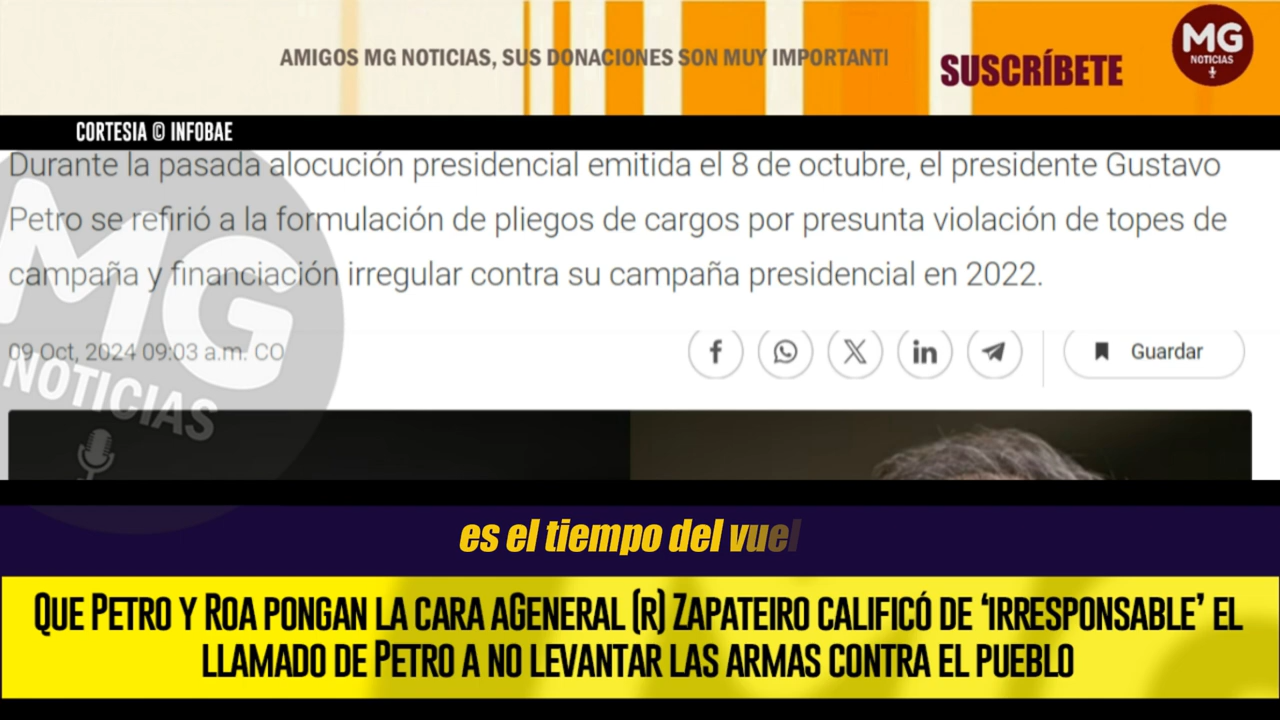 AMIGOS MG NOTICIAS, SUS DONACIONES SON MUY IMPORTANTI
SUSCRÍBETE
MG
NOTICIAS
CORTESIA © INFOBAE
Durante la pasada alocución presidencial emitida el 8 de octubre, el presidente Gustavo
Petro se refirió a la formulación de pliegos de cargos por presunta violación de topes de
campaña y financiación irregular contra su campaña presidencial en 2022.
09 Oct, 2024 09:03 a.m. CO
Guardar
MG
NOTICIAS
es el tiempo del vuel
QUE PETRO Y ROA PONGAN LA CARA AGENERAL (R) ZAPATEIRO CALIFICÓ DE ‘IRRESPONSABLE’ EL
LLAMADO DE PETRO A NO LEVANTAR LAS ARMAS CONTRA EL PUEBLO